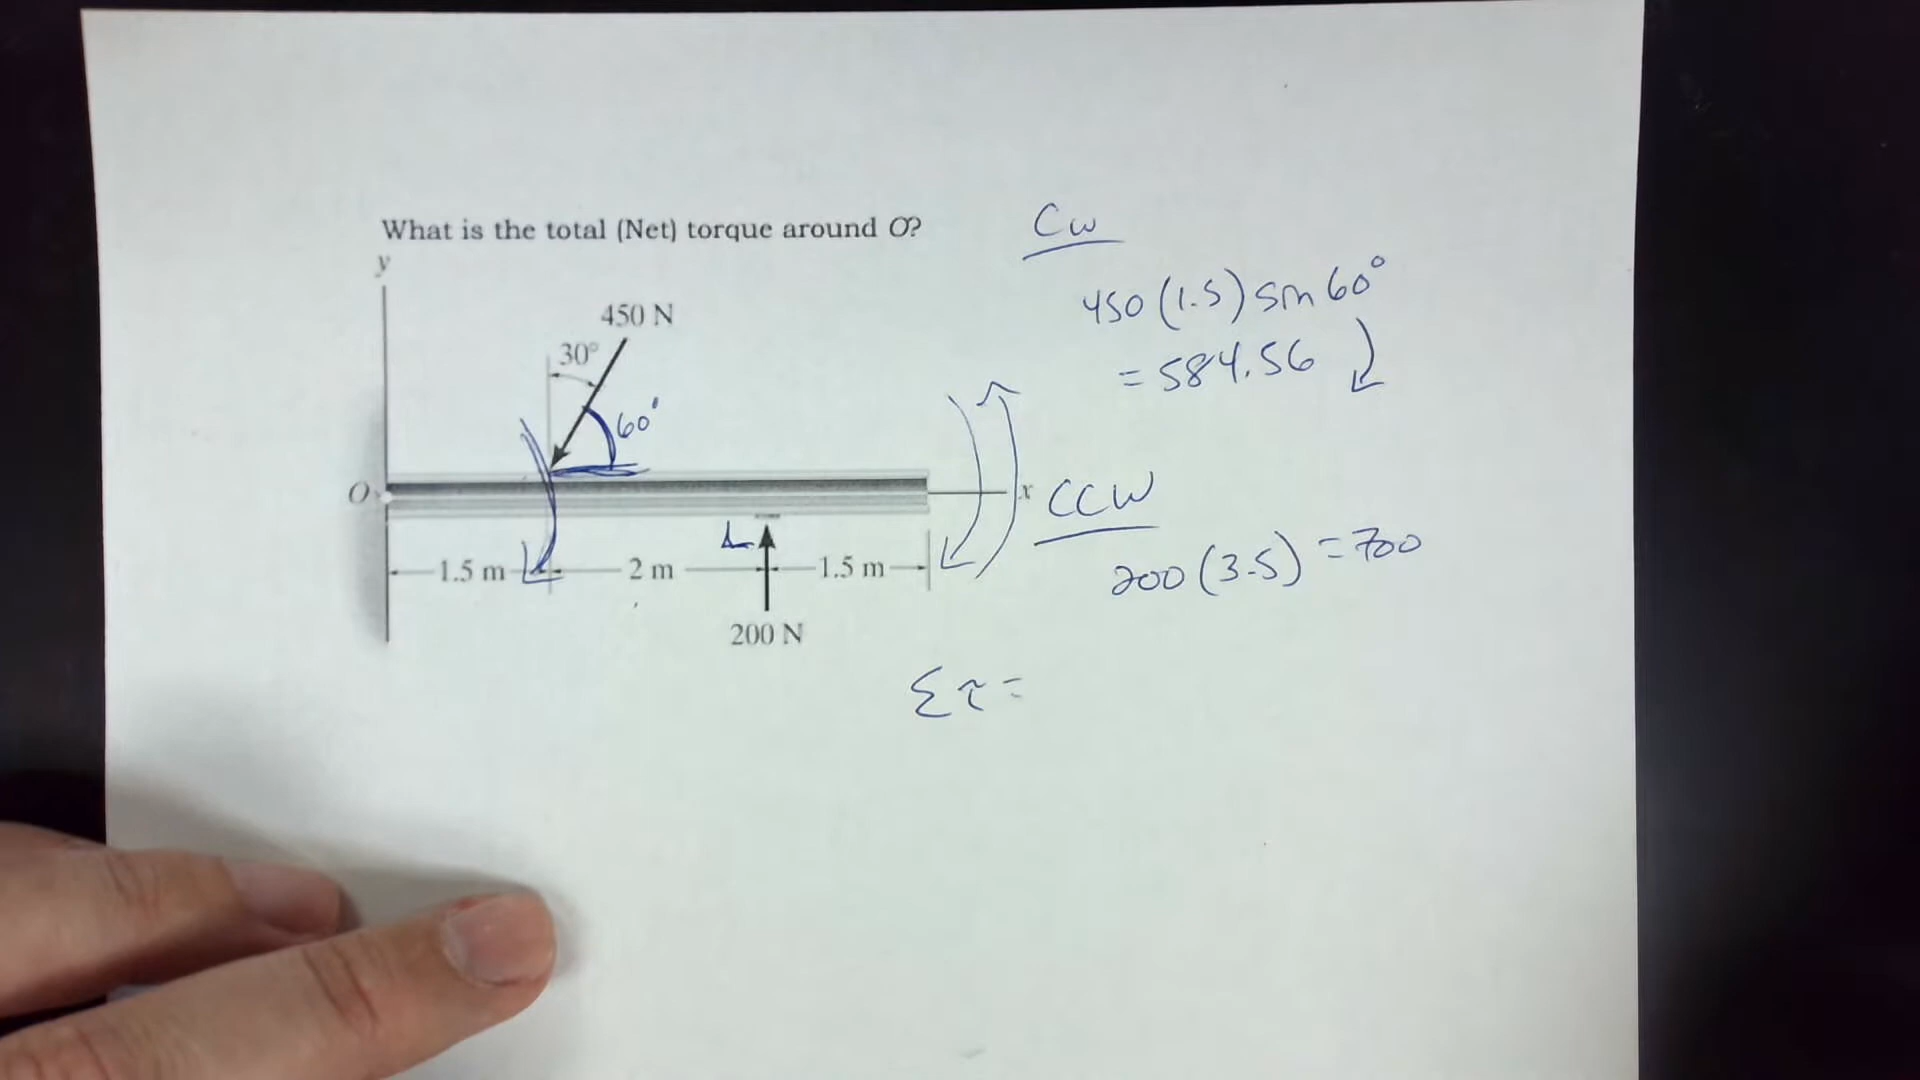 What is the total (Net) torque around O?
y
450 N
30°
60°
O
x
1.5 m
2 m
1.5 m
200 N
CW
450 (1.5) sin 60°
= 584.56
CCW
200 (3.5) = 700
Στ =